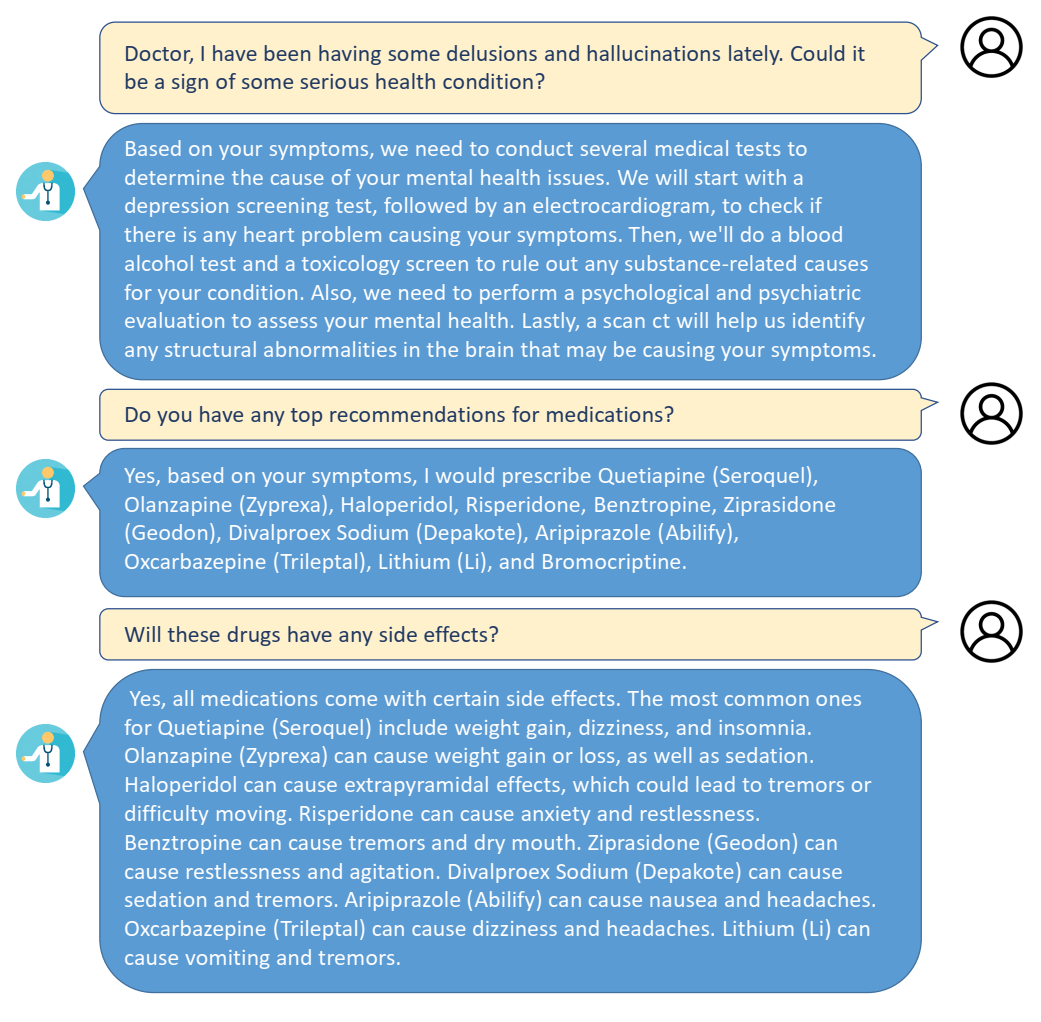 Doctor, I have been having some delusions and hallucinations lately. Could it
be a sign of some serious health condition?
Based on your symptoms, we need to conduct several medical tests to
determine the cause of your mental health issues. We will start with a
depression screening test, followed by an electrocardiogram, to check if
there is any heart problem causing your symptoms. Then, we'll do a blood
alcohol test and a toxicology screen to rule out any substance-related causes
for your condition. Also, we need to perform a psychological and psychiatric
evaluation to assess your mental health. Lastly, a scan ct will help us identify
any structural abnormalities in the brain that may be causing your symptoms.
Do you have any top recommendations for medications?
Yes, based on your symptoms, I would prescribe Quetiapine (Seroquel),
Olanzapine (Zyprexa), Haloperidol, Risperidone, Benztropine, Ziprasidone
(Geodon), Divalproex Sodium (Depakote), Aripiprazole (Abilify),
Oxcarbazepine (Trileptal), Lithium (Li), and Bromocriptine.
Will these drugs have any side effects?
Yes, all medications come with certain side effects. The most common ones
for Quetiapine (Seroquel) include weight gain, dizziness, and insomnia.
Olanzapine (Zyprexa) can cause weight gain or loss, as well as sedation.
Haloperidol can cause extrapyramidal effects, which could lead to tremors or
difficulty moving. Risperidone can cause anxiety and restlessness.
Benztropine can cause tremors and dry mouth. Ziprasidone (Geodon) can
cause restlessness and agitation. Divalproex Sodium (Depakote) can cause
sedation and tremors. Aripiprazole (Abilify) can cause nausea and headaches.
Oxcarbazepine (Trileptal) can cause dizziness and headaches. Lithium (Li) can
cause vomiting and tremors.